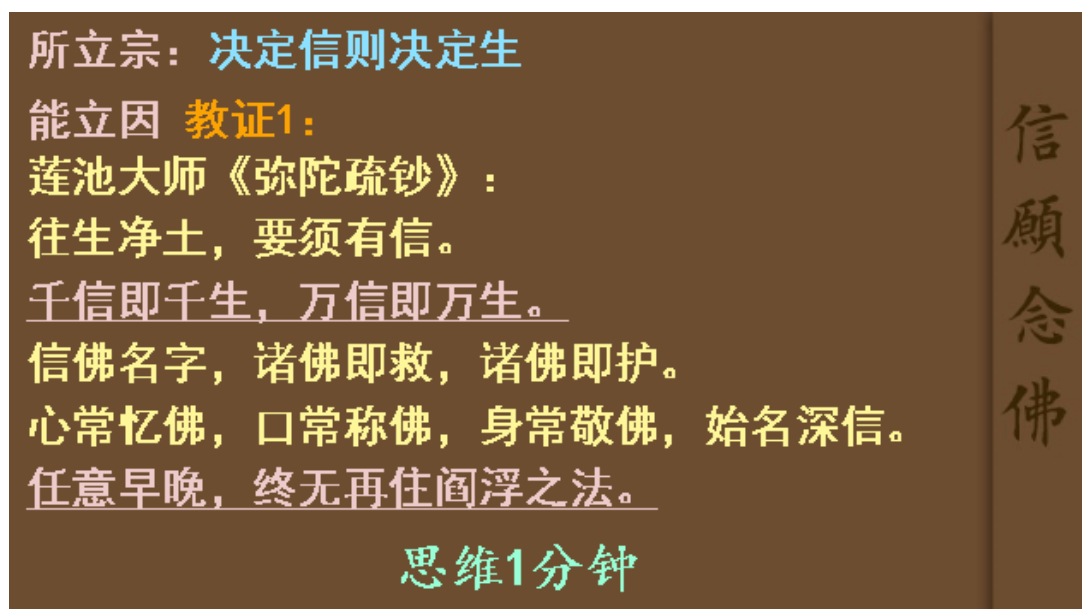 所立宗：决定信则决定生
能立因 教证1：
莲池大师《弥陀疏钞》：
往生净土，要须有信。
千信即千生，万信即万生。
信佛名字，诸佛即救，诸佛即护。
心常忆佛，口常称佛，身常敬佛，始名深信。
任意早晚，终无再住阎浮之法。
思维1分钟
信願念佛